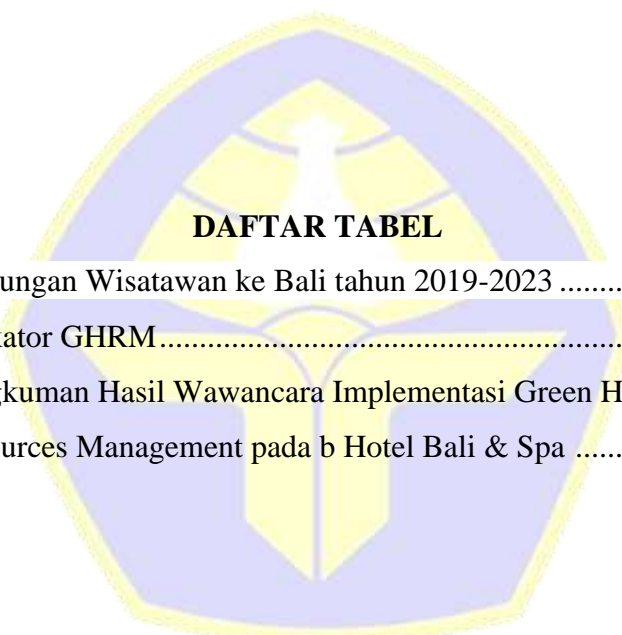 DAFTAR TABEL
ungan Wisatawan ke Bali tahun 2019-2023 ........
ator GHRM..............................................................
gkuman Hasil Wawancara Implementasi Green H
urces Management pada b Hotel Bali & Spa ......